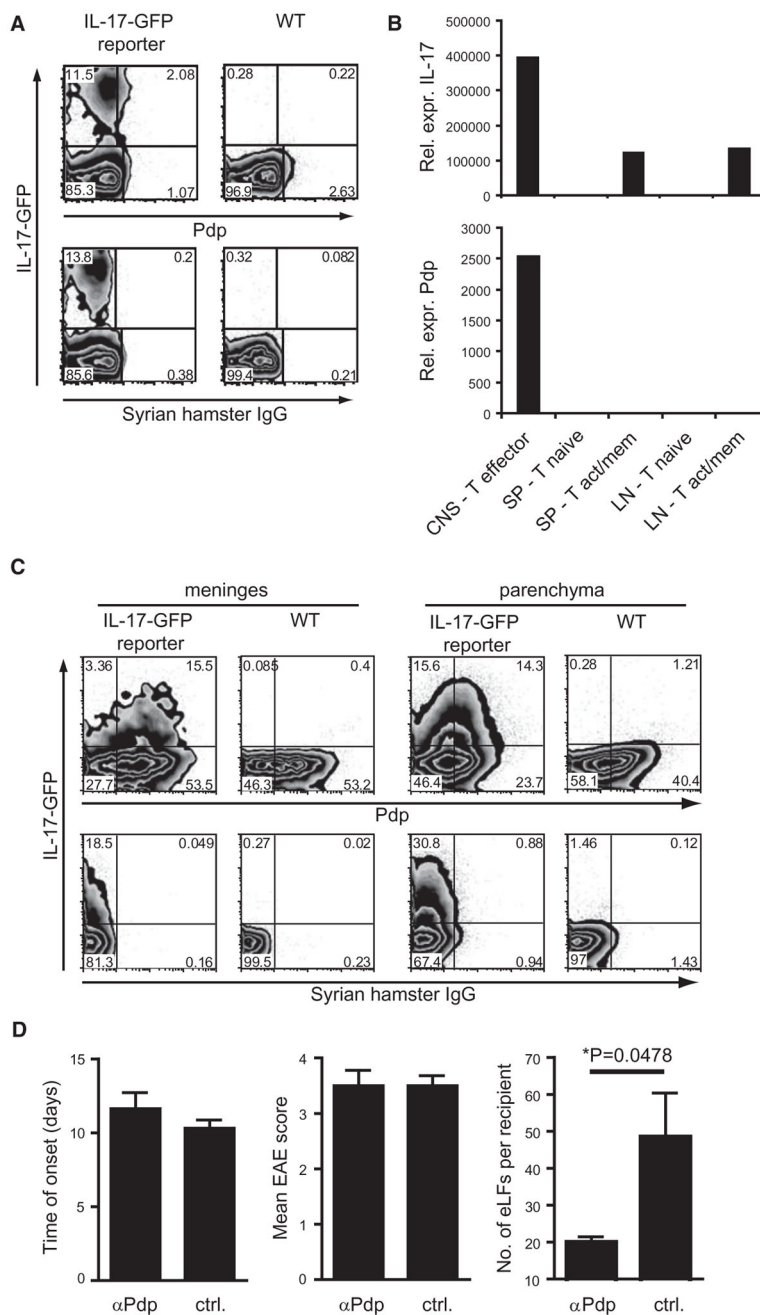 A
IL-17-GFP reporter
WT
11.5 2.08
85.3 1.07
0.28 0.22
96.9 2.63
Pdp
IL-17-GFP
13.8 0.2
85.6 0.38
0.32 0.082
99.4 0.21
Syrian hamster IgG
B
Rel. expr. IL-17
500000
400000
300000
200000
100000
0
Rel. expr. Pdp
3000
2500
2000
1500
1000
500
0
CNS - T effector
SP - T naive
SP - T act/mem
LN - T naive
LN - T act/mem
C
meninges
parenchyma
IL-17-GFP reporter
WT
IL-17-GFP reporter
WT
3.36 15.5
27.7 53.5
0.085 0.4
46.3 53.2
15.6 14.3
46.4 23.7
0.28 1.21
58.1 40.4
Pdp
IL-17-GFP
18.5 0.049
81.3 0.16
0.27 0.02
99.5 0.23
30.8 0.88
67.4 0.94
1.46 0.12
97 1.43
Syrian hamster IgG
D
Time of onset (days)
15
10
5
0
αPdp ctrl.
Mean EAE score
4
3
2
1
0
αPdp ctrl.
No. of eLFs per recipient
70
60
50
40
30
20
10
*P=0.0478
αPdp ctrl.